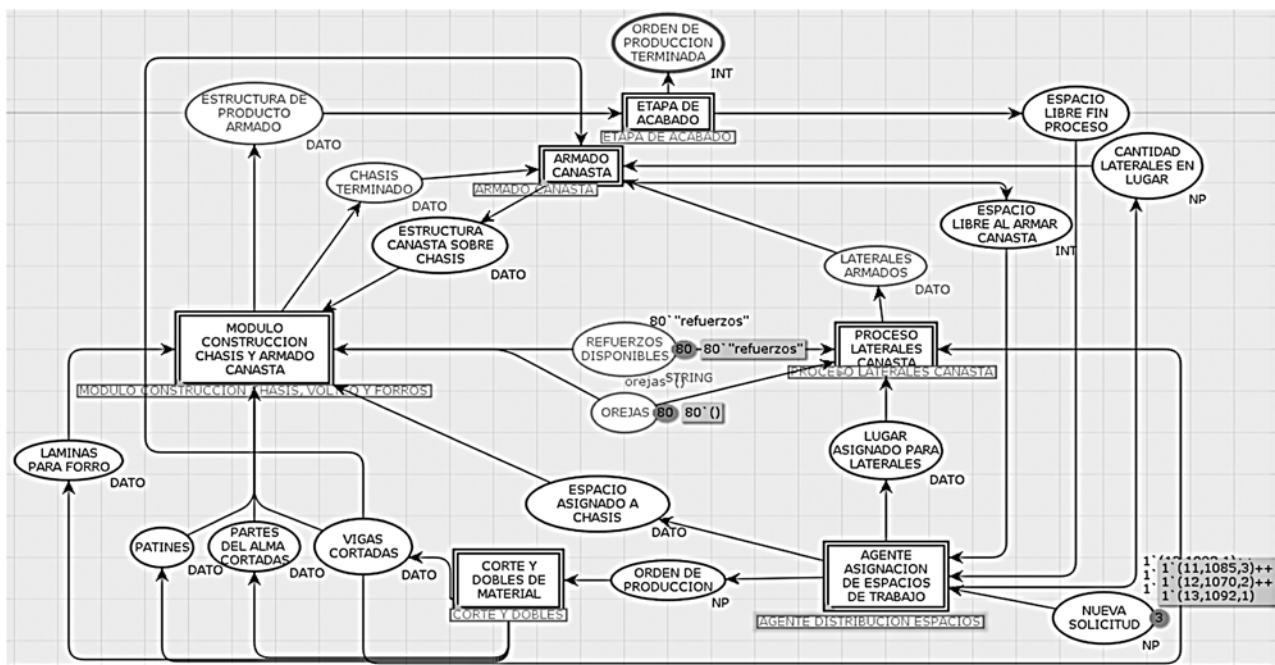 ORDEN DE
PRODUCCION
TERMINADA
INT
ESTRUCTURA DE
PRODUCTO
ARMADO
DATO
ETAPA DE
ACABADO
ETAPA DE ACABADO
ESPACIO
LIBRE FIN
PROCESO
CANTIDAD
LATERALES EN
LUGAR
NP
ARMADO
CANASTA
ARMADO CANASTA
CHASIS
TERMINADO
DATO
ESTRUCTURA
CANASTA SOBRE
CHASIS
DATO
ESPACIO
LIBRE AL ARMAR
CANASTA
INT
LATERALES
ARMADOS
DATO
MODULO
CONSTRUCCION
CHASIS Y ARMADO
CANASTA
MODULO CONSTRUCCION CHASIS, VOLTEO Y FORROS
80`"refuerzos"
REFUERZOS
DISPONIBLES
80
80`"refuerzos"
STRING
PROCESO
LATERALES
CANASTA
PROCESO LATERALES CANASTA
orejas`()
OREJAS
80
80`()
LAMINAS
PARA FORRO
DATO
LUGAR
ASIGNADO PARA
LATERALES
DATO
ESPACIO
ASIGNADO A
CHASIS
DATO
PATINES
DATO
PARTES
DEL ALMA
CORTADAS
DATO
VIGAS
CORTADAS
DATO
CORTE Y
DOBLES DE
MATERIAL
CORTE Y DOBLES
ORDEN DE
PRODUCCION
NP
AGENTE
ASIGNACION
DE ESPACIOS
DE TRABAJO
AGENTE DISTRIBUCION ESPACIOS
1`(11,1085,3)++
1`(12,1070,2)++
1`(13,1092,1)
NUEVA
SOLICITUD
3
NP